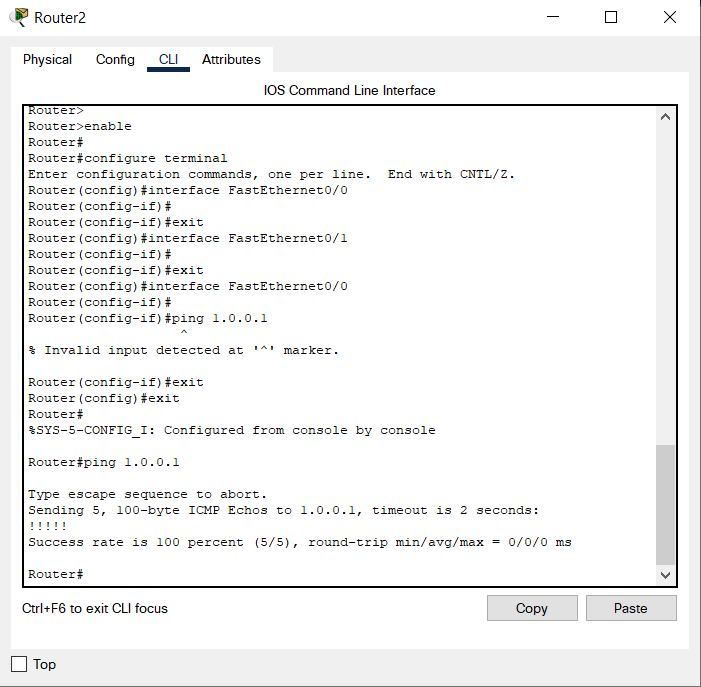 Router2
Physical Config CLI Attributes
IOS Command Line Interface
Router>
Router>enable
Router#
Router#configure terminal
Enter configuration commands, one per line.  End with CNTL/Z.
Router(config)#interface FastEthernet0/0
Router(config-if)#
Router(config-if)#exit
Router(config)#interface FastEthernet0/1
Router(config-if)#
Router(config-if)#exit
Router(config)#interface FastEthernet0/0
Router(config-if)#
Router(config-if)#ping 1.0.0.1
                   ^
% Invalid input detected at '^' marker.
Router(config-if)#exit
Router(config)#exit
Router#
%SYS-5-CONFIG_I: Configured from console by console
Router#ping 1.0.0.1
Type escape sequence to abort.
Sending 5, 100-byte ICMP Echos to 1.0.0.1, timeout is 2 seconds:
!!!!!
Success rate is 100 percent (5/5), round-trip min/avg/max = 0/0/0 ms
Router#
Ctrl+F6 to exit CLI focus
Copy Paste
Top